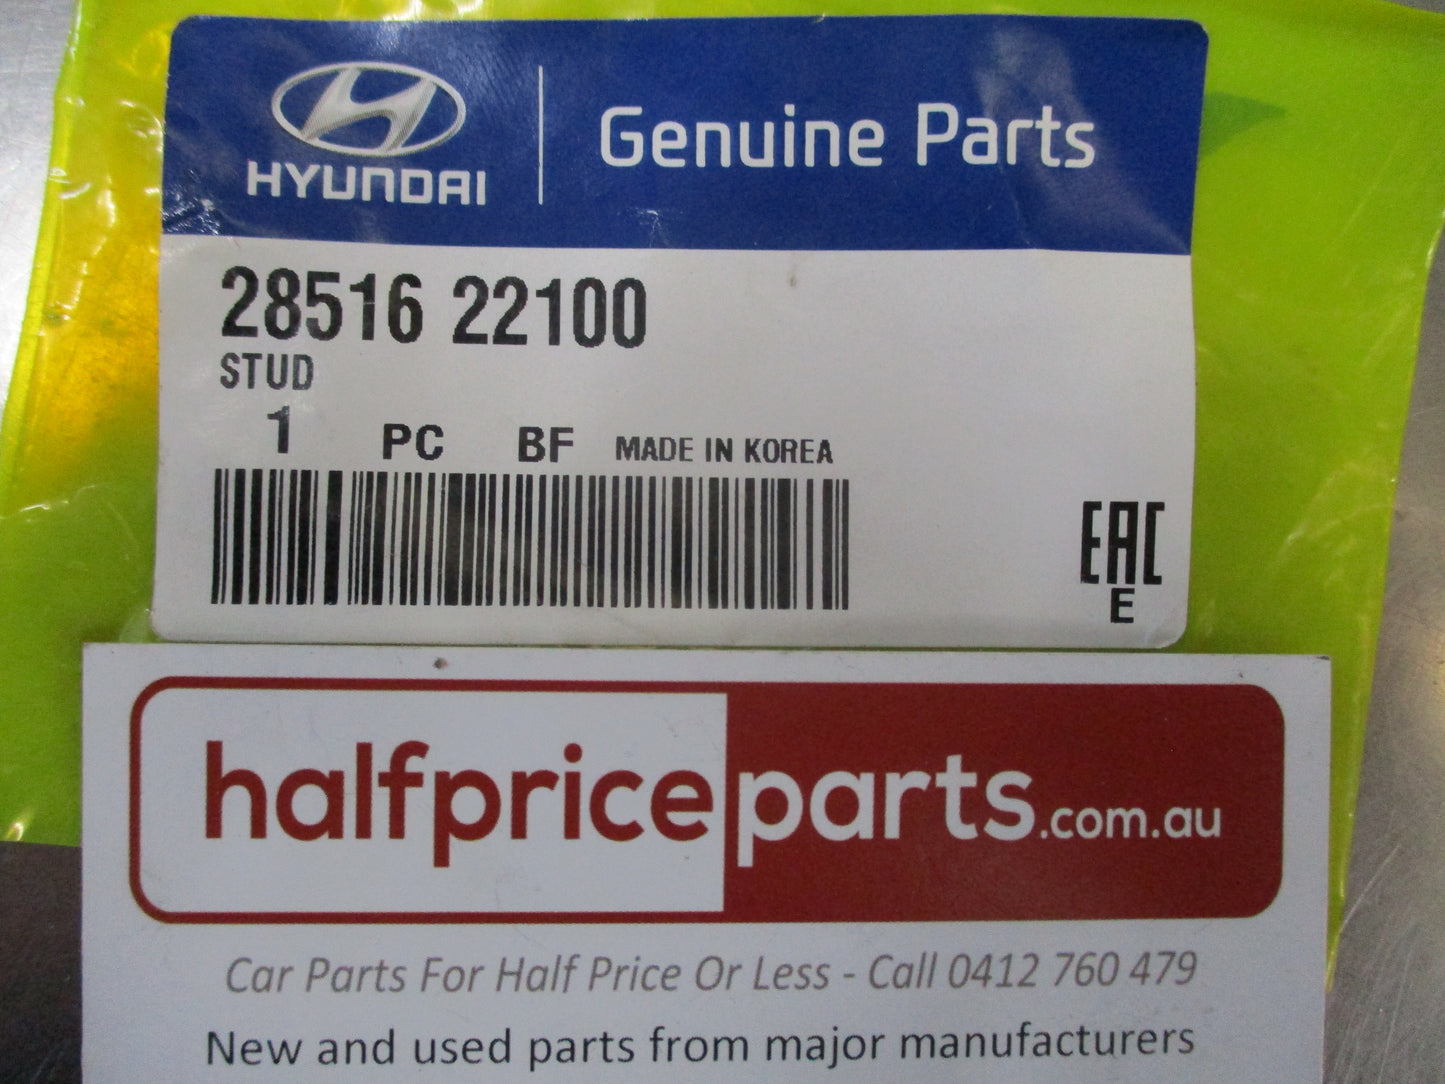 HYUNDAI
Genuine Parts
28516 22100
STUD
1 PC BF MADE IN KOREA
EAC
E
halfpriceparts.com.au
Car Parts For Half Price Or Less - Call 0412 760 479
New and used parts from major manufacturers